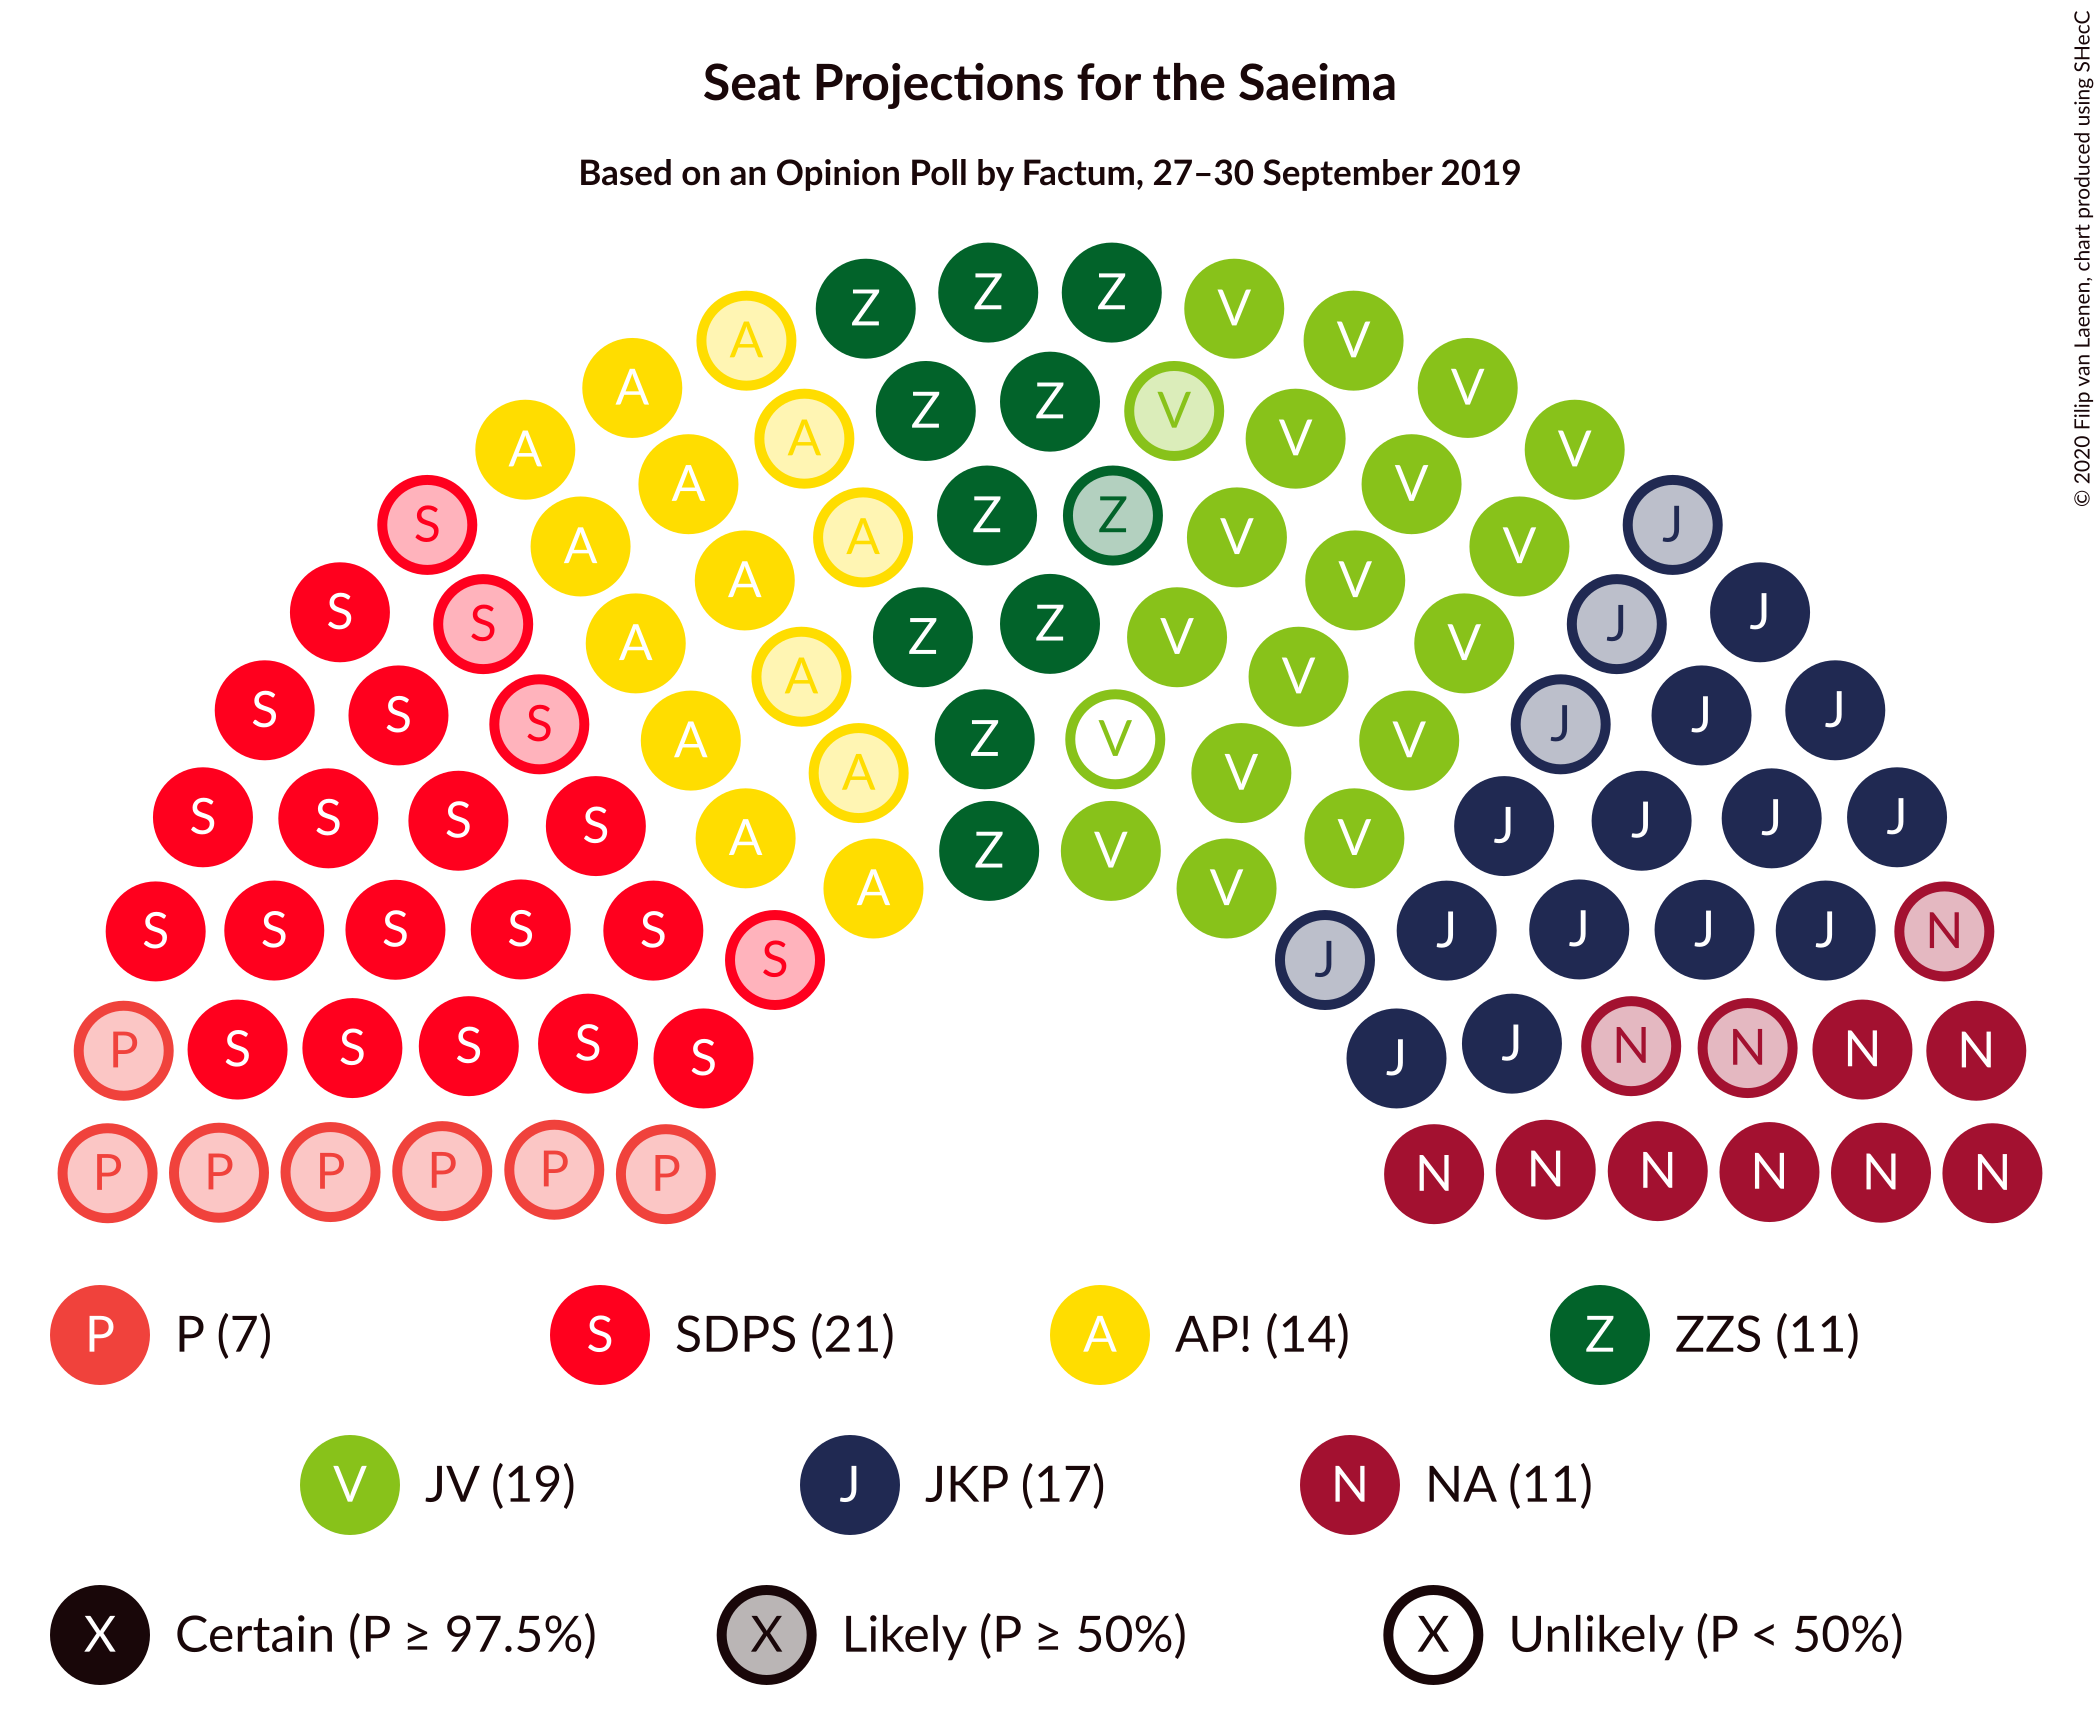 Seat Projections for the Saeima
Based on an Opinion Poll by Factum, 27–30 September 2019
© 2020 Filip van Laenen, chart produced using SHecC
Z Z
Z Z V
A V
A Z Z V V
A A V V
A Z Z V V
S A A V J
A A V V
S S A Z Z V V J J
A V
S S S A A Z V V V J J J
S S S S A A V V J J J J
A Z V V
S S S S S S A V J J J J J N
P S S S S S J J N N N N
P P P P P P N N N N N N
P P (7) S SDPS (21) A AP! (14) Z ZZS (11)
V JV (19) J JKP (17) N NA (11)
X Certain (P ≥ 97.5%) X Likely (P ≥ 50%) X Unlikely (P < 50%)